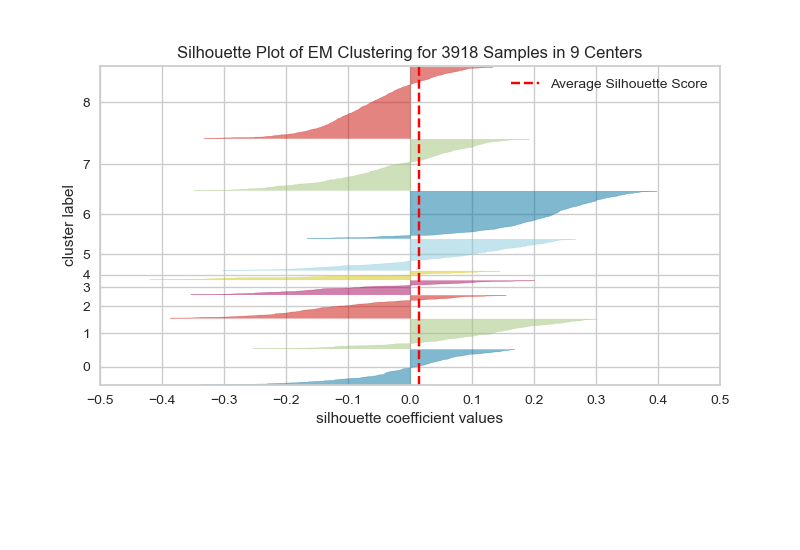 Silhouette Plot of EM Clustering for 3918 Samples in 9 Centers
Average Silhouette Score
cluster label
8
7
6
5
4
3
2
1
0
−0.5 −0.4 −0.3 −0.2 −0.1 0.0 0.1 0.2 0.3 0.4 0.5
silhouette coefficient values